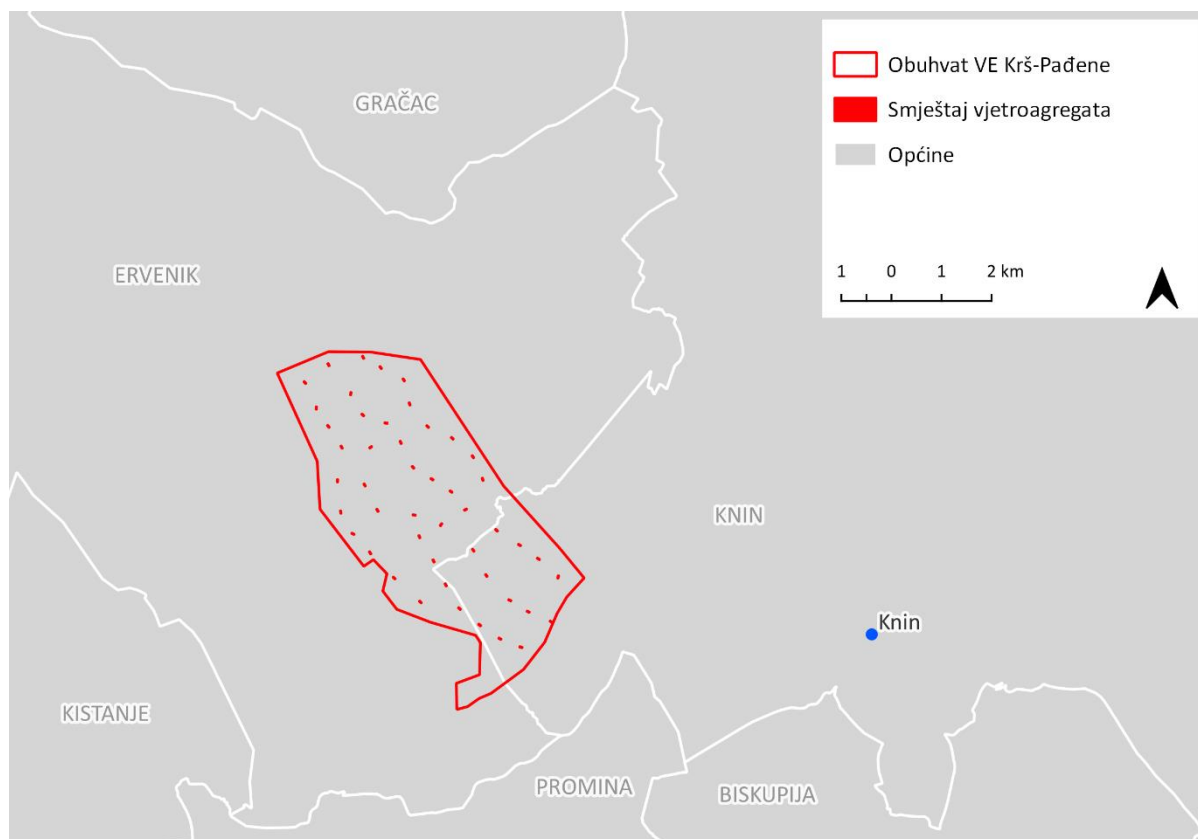 GRAČAC
ERVENIK
KNIN
Knin
KISTANJE
PROMINA
BISKUPIJA
Obuhvat VE Krš-Pađene
Smještaj vjetroagregata
Općine
1 0 1 2 km